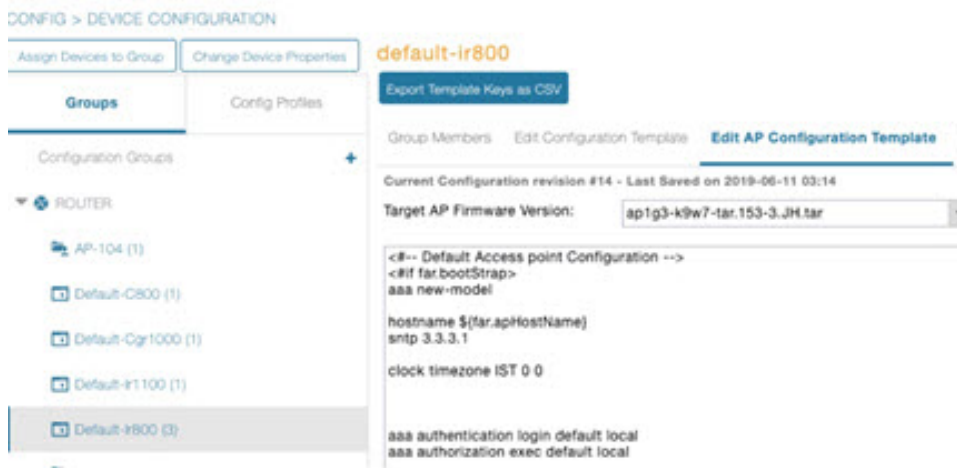 CONFIG > DEVICE CONFIGURATION
Assign Devices to Group
Change Device Properties
Groups
Config Profiles
Configuration Groups
+
ROUTER
AP-104 (1)
Default-C800 (1)
Default-Cgr1000 (1)
Default-Ir1100 (1)
Default-Ir800 (3)
default-ir800
Export Template Keys as CSV
Group Members
Edit Configuration Template
Edit AP Configuration Template
Current Configuration revision #14 - Last Saved on 2019-06-11 03:14
Target AP Firmware Version:
ap1g3-k9w7-tar.153-3.JH.tar
<#-- Default Access point Configuration -->
<#if far.bootStrap>
aaa new-model
hostname ${far.apHostName}
sntp 3.3.3.1
clock timezone IST 0 0
aaa authentication login default local
aaa authorization exec default local